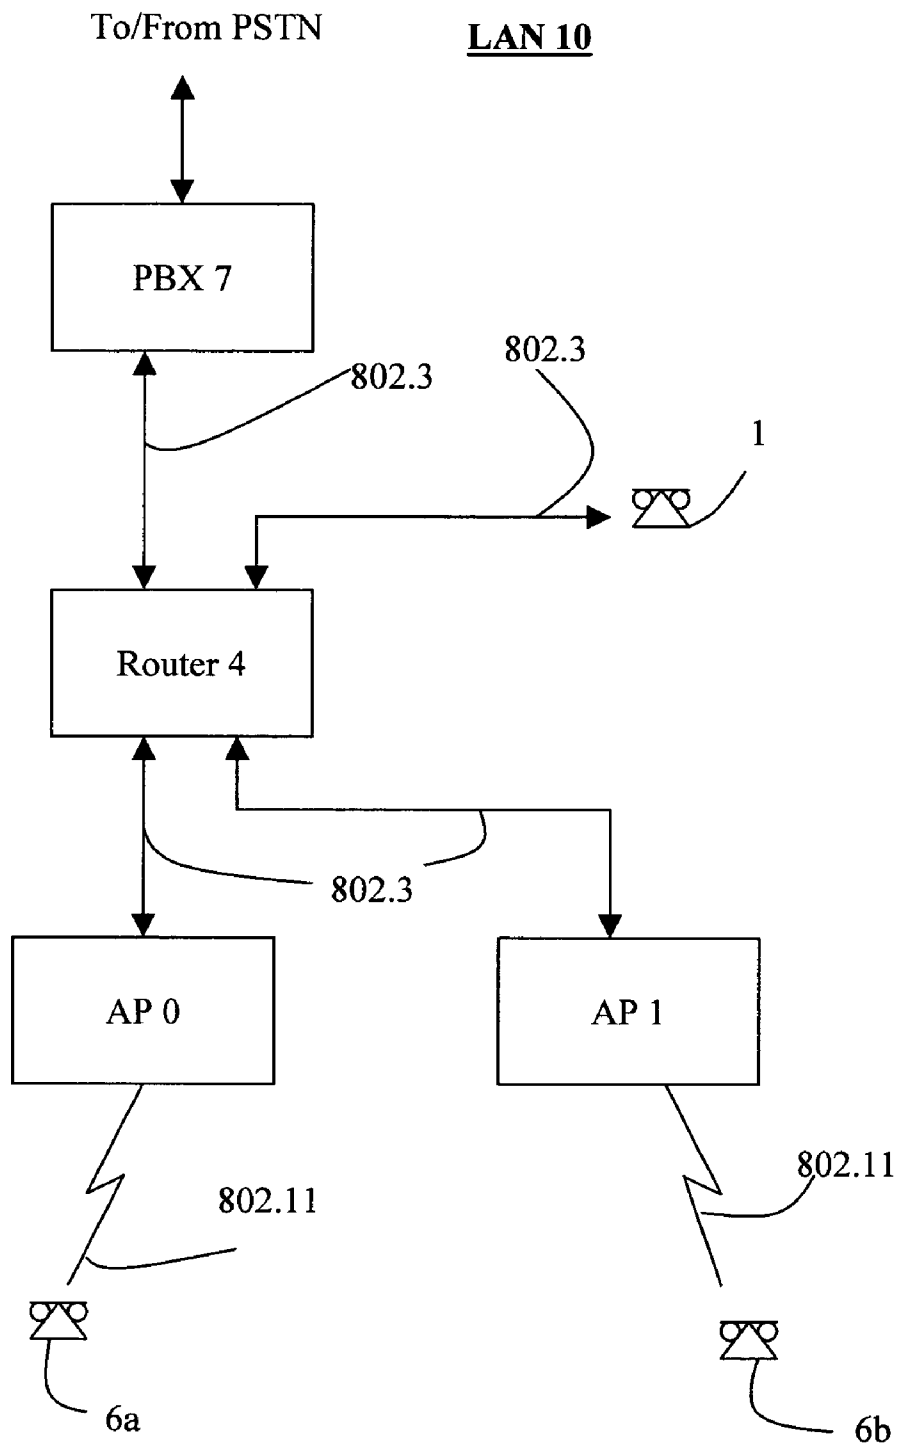 To/From PSTN
LAN 10
PBX 7
802.3
802.3
1
Router 4
802.3
AP 0
AP 1
802.11
802.11
6a
6b